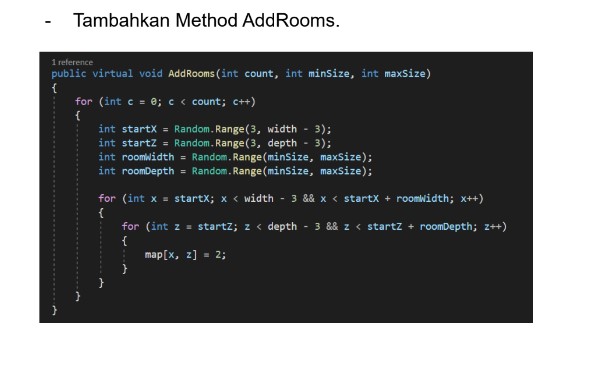 - Tambahkan Method AddRooms.
1 reference
public virtual void AddRooms(int count, int minSize, int maxSize)
{
for (int c = 0; c < count; c++)
{
int startX = Random.Range(3, width - 3);
int startZ = Random.Range(3, depth - 3);
int roomWidth = Random.Range(minSize, maxSize);
int roomDepth = Random.Range(minSize, maxSize);
for (int x = startX; x < width - 3 && x < startX + roomWidth; x++)
{
for (int z = startZ; z < depth - 3 && z < startZ + roomDepth; z++)
{
map[x, z] = 2;
}
}
}
}